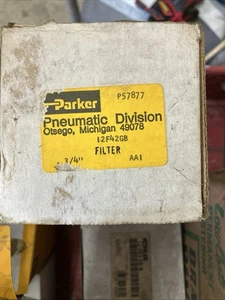 Parker
P57877
Pneumatic Division
Otsego, Michigan 49078
12F42GB
FILTER
3/4"
AA1